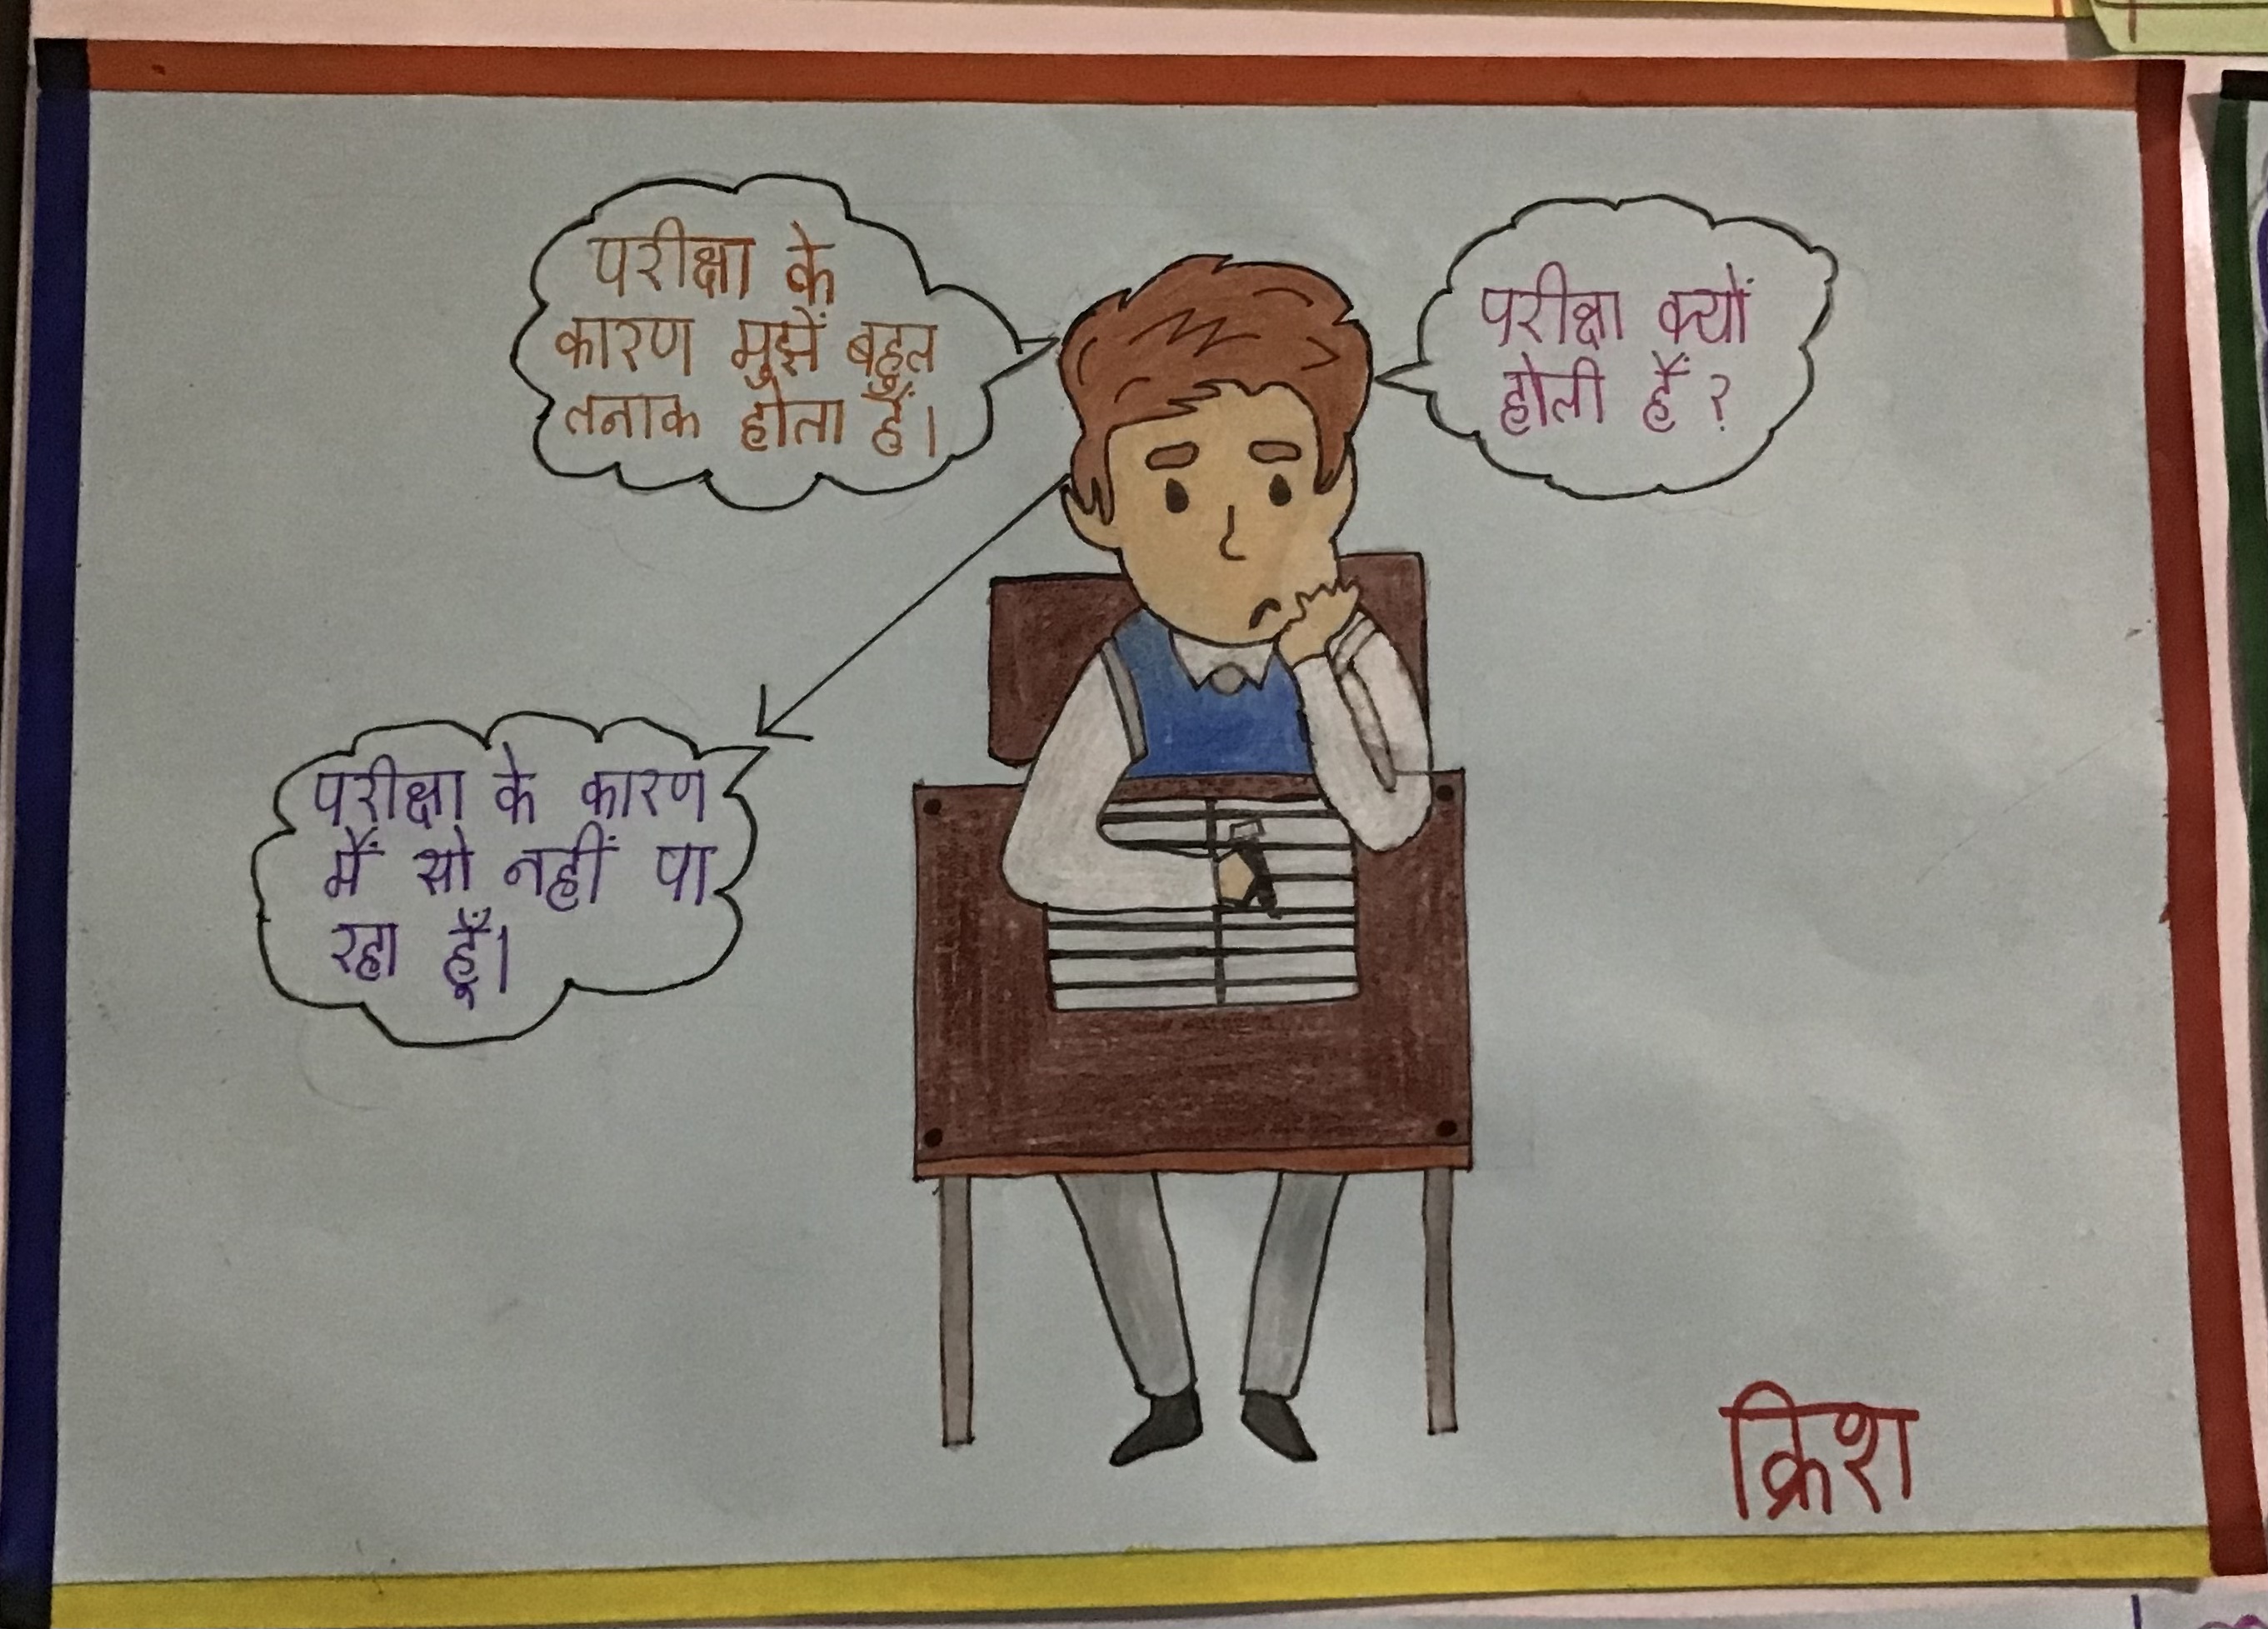 परीक्षा के
कारण मुझें बहुत
तनाक होता हैं।
परीक्षा क्यों
होती हैं ?
परीक्षा के कारण
मैं सो नहीं पा
रहा हूँ।
क्रिश